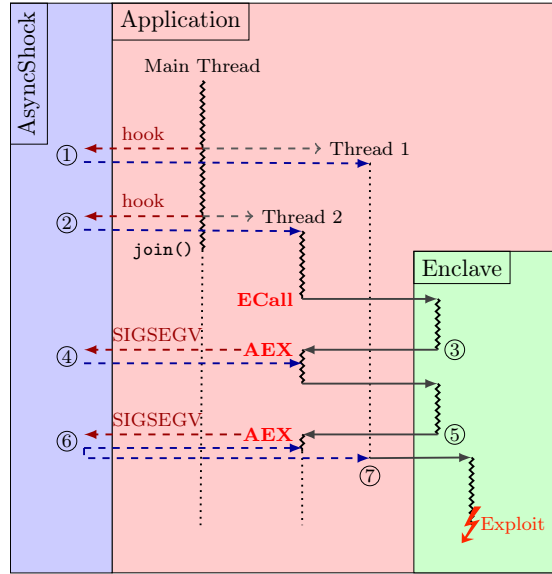 AsyncShock
Application
Main Thread
hook
① Thread 1
hook
② Thread 2
join()
Enclave
ECall
SIGSEGV AEX ③
④
SIGSEGV AEX ⑤
⑥
⑦
Exploit